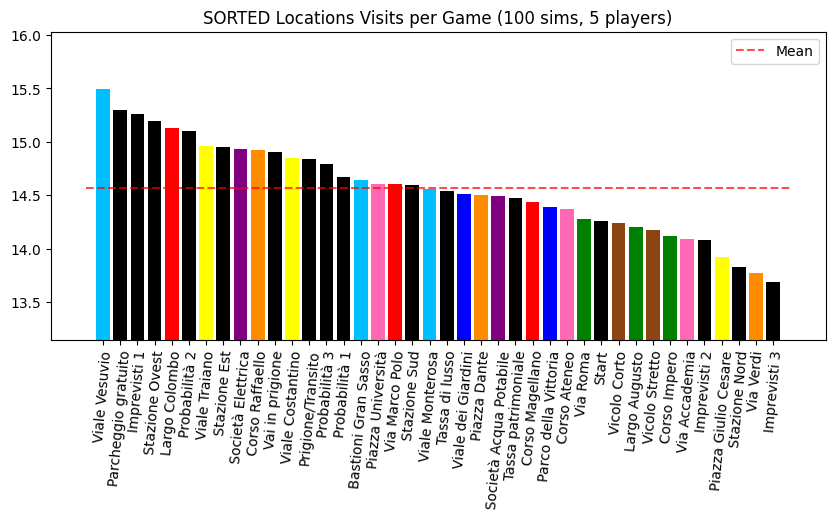 SORTED Locations Visits per Game (100 sims, 5 players)
Mean
16.0
15.5
15.0
14.5
14.0
13.5
Viale Vesuvio
Parcheggio gratuito
Imprevisti 1
Stazione Ovest
Largo Colombo
Probabilità 2
Viale Traiano
Stazione Est
Società Elettrica
Corso Raffaello
Vai in prigione
Viale Costantino
Prigione/Transito
Probabilità 3
Probabilità 1
Bastioni Gran Sasso
Piazza Università
Via Marco Polo
Stazione Sud
Viale Monterosa
Tassa di lusso
Viale dei Giardini
Piazza Dante
Società Acqua Potabile
Tassa patrimoniale
Corso Magellano
Parco della Vittoria
Corso Ateneo
Via Roma
Start
Vicolo Corto
Largo Augusto
Vicolo Stretto
Corso Impero
Via Accademia
Imprevisti 2
Piazza Giulio Cesare
Stazione Nord
Via Verdi
Imprevisti 3